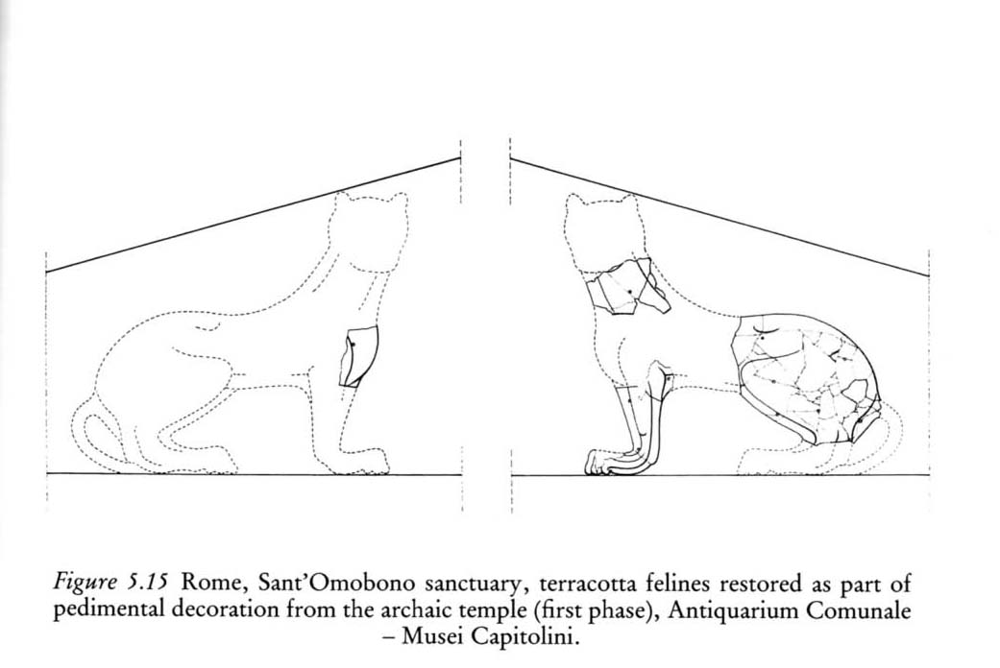 Figure 5.15 Rome, Sant’Omobono sanctuary, terracotta felines restored as part of
pedimental decoration from the archaic temple (first phase), Antiquarium Comunale
– Musei Capitolini.